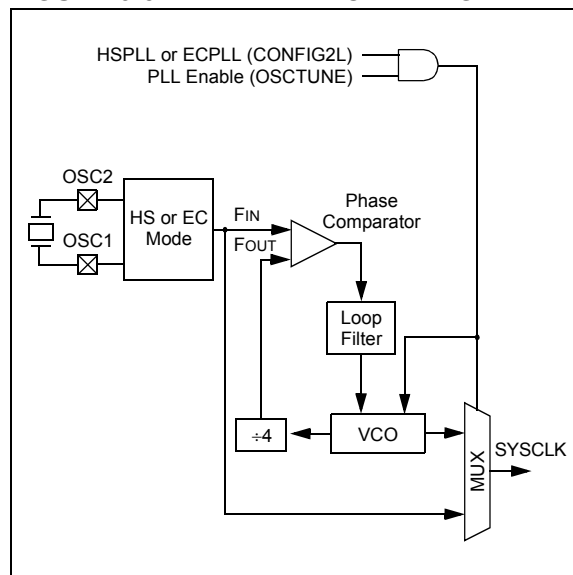 HSPLL or ECPLL (CONFIG2L)
PLL Enable (OSCTUNE)
OSC2
OSC1
HS or EC
Mode
FIN
FOUT
Phase
Comparator
Loop
Filter
÷4
VCO
MUX
SYSCLK